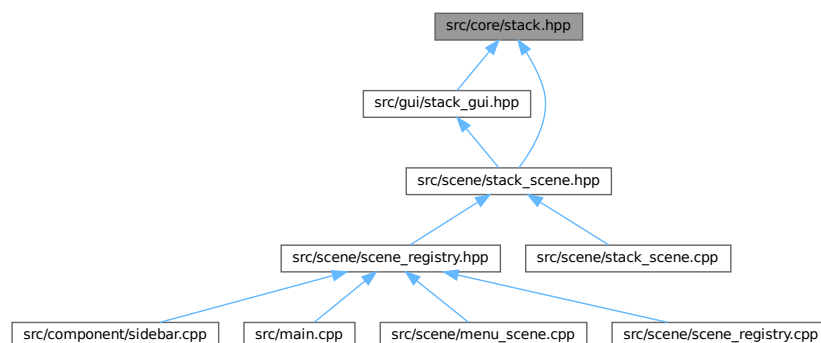 src/core/stack.hpp
src/gui/stack_gui.hpp
src/scene/stack_scene.hpp
src/scene/scene_registry.hpp
src/scene/stack_scene.cpp
src/component/sidebar.cpp
src/main.cpp
src/scene/menu_scene.cpp
src/scene/scene_registry.cpp